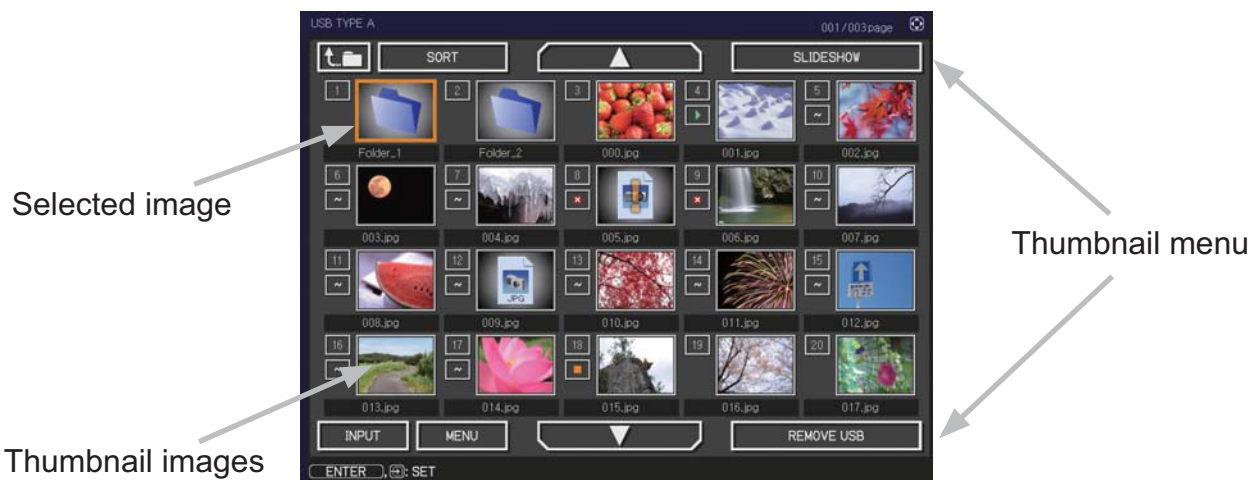 USB TYPE A
001/003 page
SORT
SLIDESHOW
1
2
3
4
5
Folder_1
Folder_2
000.jpg
001.jpg
002.jpg
6
7
8
9
10
003.jpg
004.jpg
005.jpg
006.jpg
007.jpg
11
12
13
14
15
JPG
008.jpg
009.jpg
010.jpg
011.jpg
012.jpg
16
17
18
19
20
013.jpg
014.jpg
015.jpg
016.jpg
017.jpg
INPUT
MENU
REMOVE USB
ENTER , : SET
Selected image
Thumbnail menu
Thumbnail images